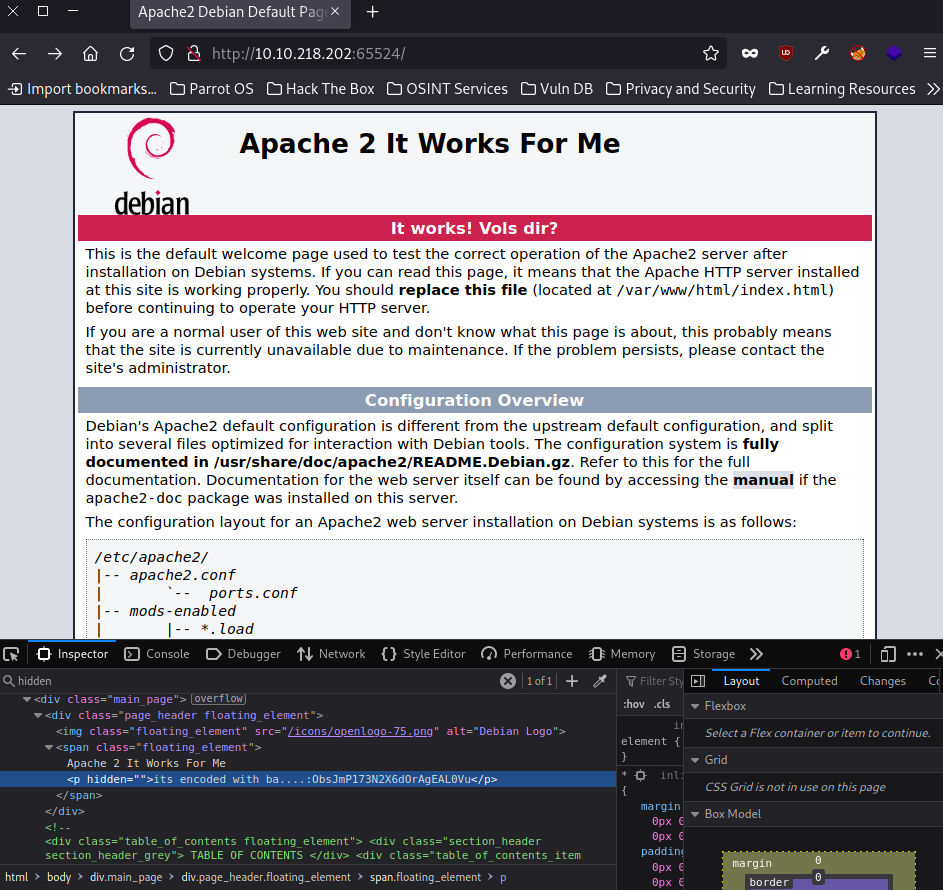 Apache2 Debian Default Pag
http://10.10.218.202:65524/
Import bookmarks... Parrot OS Hack The Box OSINT Services Vuln DB Privacy and Security Learning Resources
debian
Apache 2 It Works For Me
It works! Vols dir?
This is the default welcome page used to test the correct operation of the Apache2 server after
installation on Debian systems. If you can read this page, it means that the Apache HTTP server installed
at this site is working properly. You should replace this file (located at /var/www/html/index.html)
before continuing to operate your HTTP server.
If you are a normal user of this web site and don't know what this page is about, this probably means
that the site is currently unavailable due to maintenance. If the problem persists, please contact the
site's administrator.
Configuration Overview
Debian's Apache2 default configuration is different from the upstream default configuration, and split
into several files optimized for interaction with Debian tools. The configuration system is fully
documented in /usr/share/doc/apache2/README.Debian.gz. Refer to this for the full
documentation. Documentation for the web server itself can be found by accessing the manual if the
apache2-doc package was installed on this server.
The configuration layout for an Apache2 web server installation on Debian systems is as follows:
/etc/apache2/
|-- apache2.conf
|       `--  ports.conf
|-- mods-enabled
|       |-- *.load
Inspector Console Debugger Network Style Editor Performance Memory Storage 1
hidden 1 of 1
<div class="main_page"> overflow
<div class="page_header floating_element">
<img class="floating_element" src="/icons/openlogo-75.png" alt="Debian Logo">
<span class="floating_element">
Apache 2 It Works For Me
<p hidden="">its encoded with ba....:ObsJmP173N2X6dOrAgEAL0Vu</p>
</span>
</div>
<!--
<div class="table_of_contents floating_element"> <div class="section_header
section_header_grey"> TABLE OF CONTENTS </div> <div class="table_of_contents_item
html body div.main_page div.page_header.floating_element span.floating_element p
Filter Sty
:hov .cls
in
element {
}
* inli
{
margin
0px 0
0px 0
padding
0px 0
0px 0
Layout Computed Changes Co
Flexbox
Select a Flex container or item to continue.
Grid
CSS Grid is not in use on this page
Box Model
margin 0
border 0